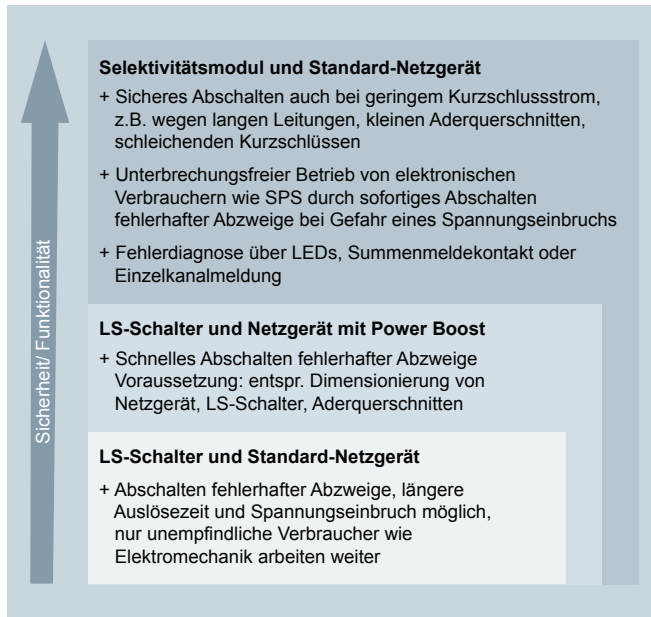 Sicherheit/ Funktionalität
Selektivitätsmodul und Standard-Netzgerät
+ Sicheres Abschalten auch bei geringem Kurzschlussstrom,
z.B. wegen langen Leitungen, kleinen Aderquerschnitten,
schleichenden Kurzschlüssen
+ Unterbrechungsfreier Betrieb von elektronischen
Verbrauchern wie SPS durch sofortiges Abschalten
fehlerhafter Abzweige bei Gefahr eines Spannungseinbruchs
+ Fehlerdiagnose über LEDs, Summenmeldekontakt oder
Einzelkanalmeldung
LS-Schalter und Netzgerät mit Power Boost
+ Schnelles Abschalten fehlerhafter Abzweige
Voraussetzung: entspr. Dimensionierung von
Netzgerät, LS-Schalter, Aderquerschnitten
LS-Schalter und Standard-Netzgerät
+ Abschalten fehlerhafter Abzweige, längere
Auslösezeit und Spannungseinbruch möglich,
nur unempfindliche Verbraucher wie
Elektromechanik arbeiten weiter